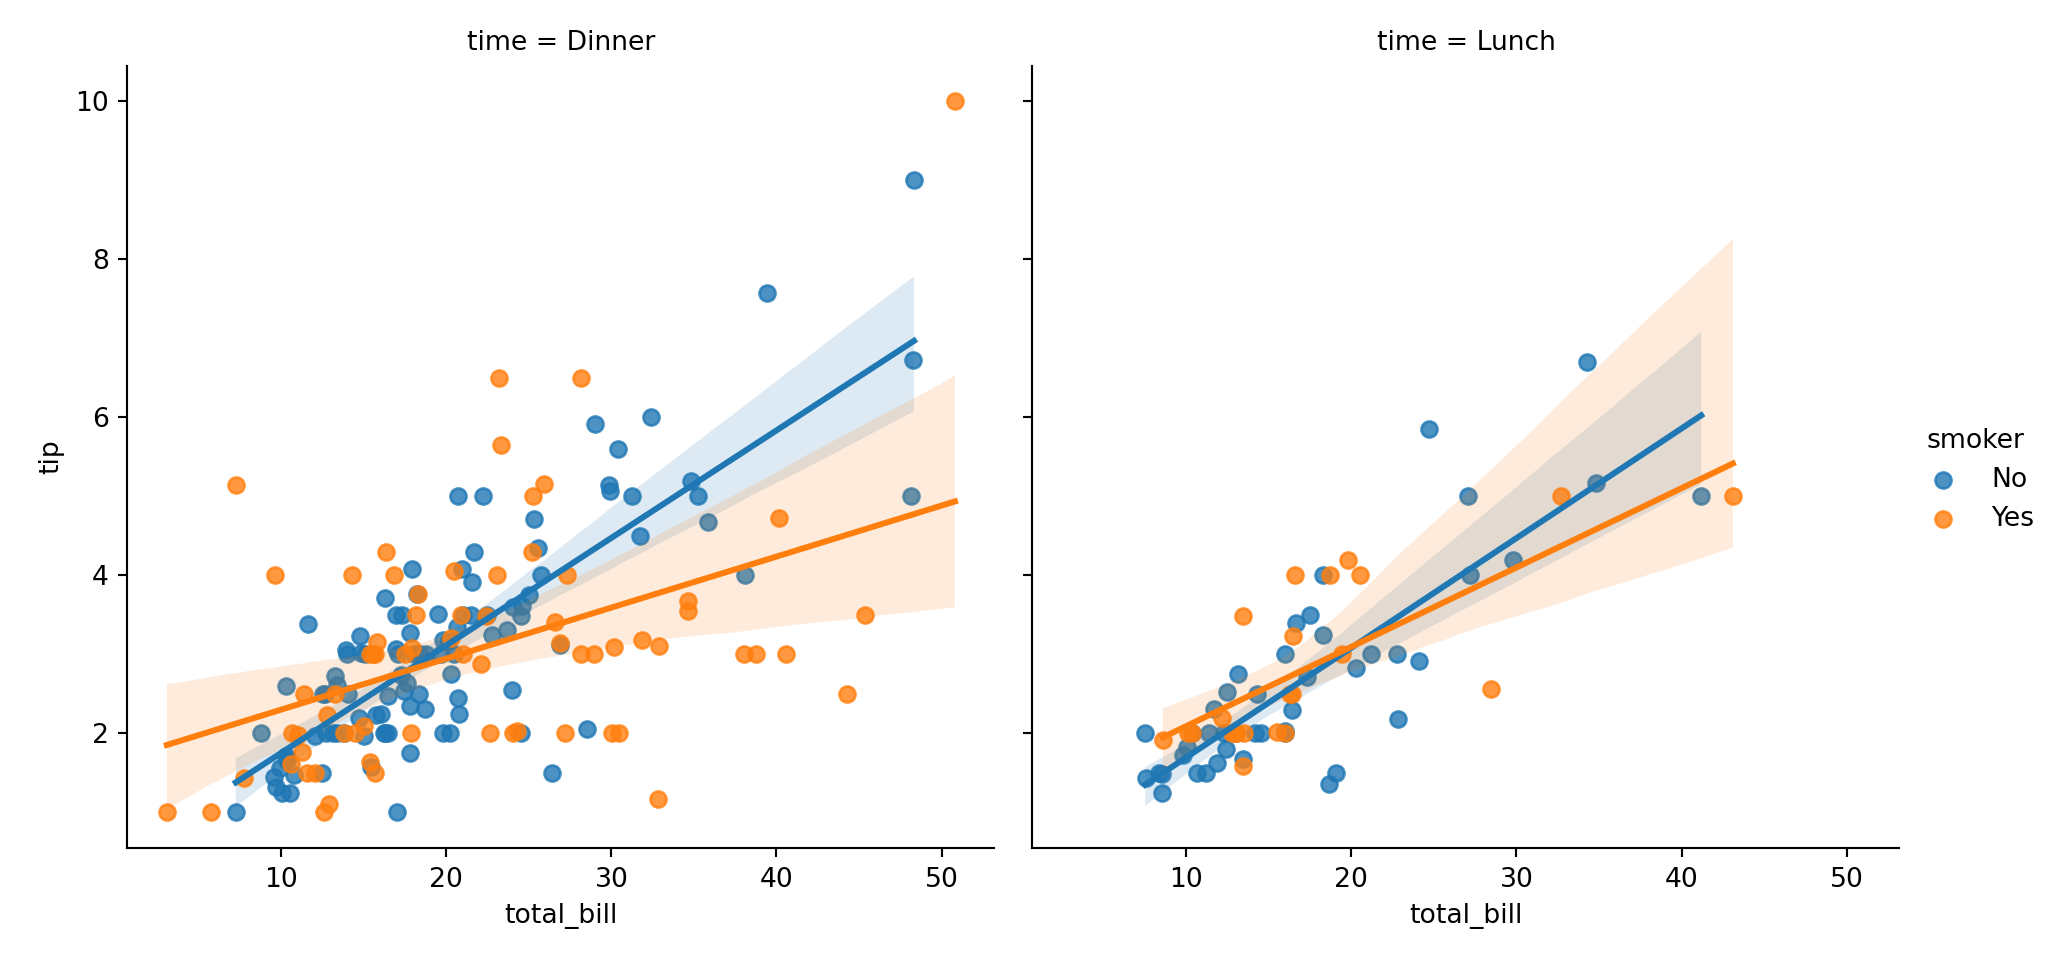 time = Dinner
time = Lunch
10
8
6
4
2
tip
10 20 30 40 50
10 20 30 40 50
total_bill
total_bill
smoker
No
Yes